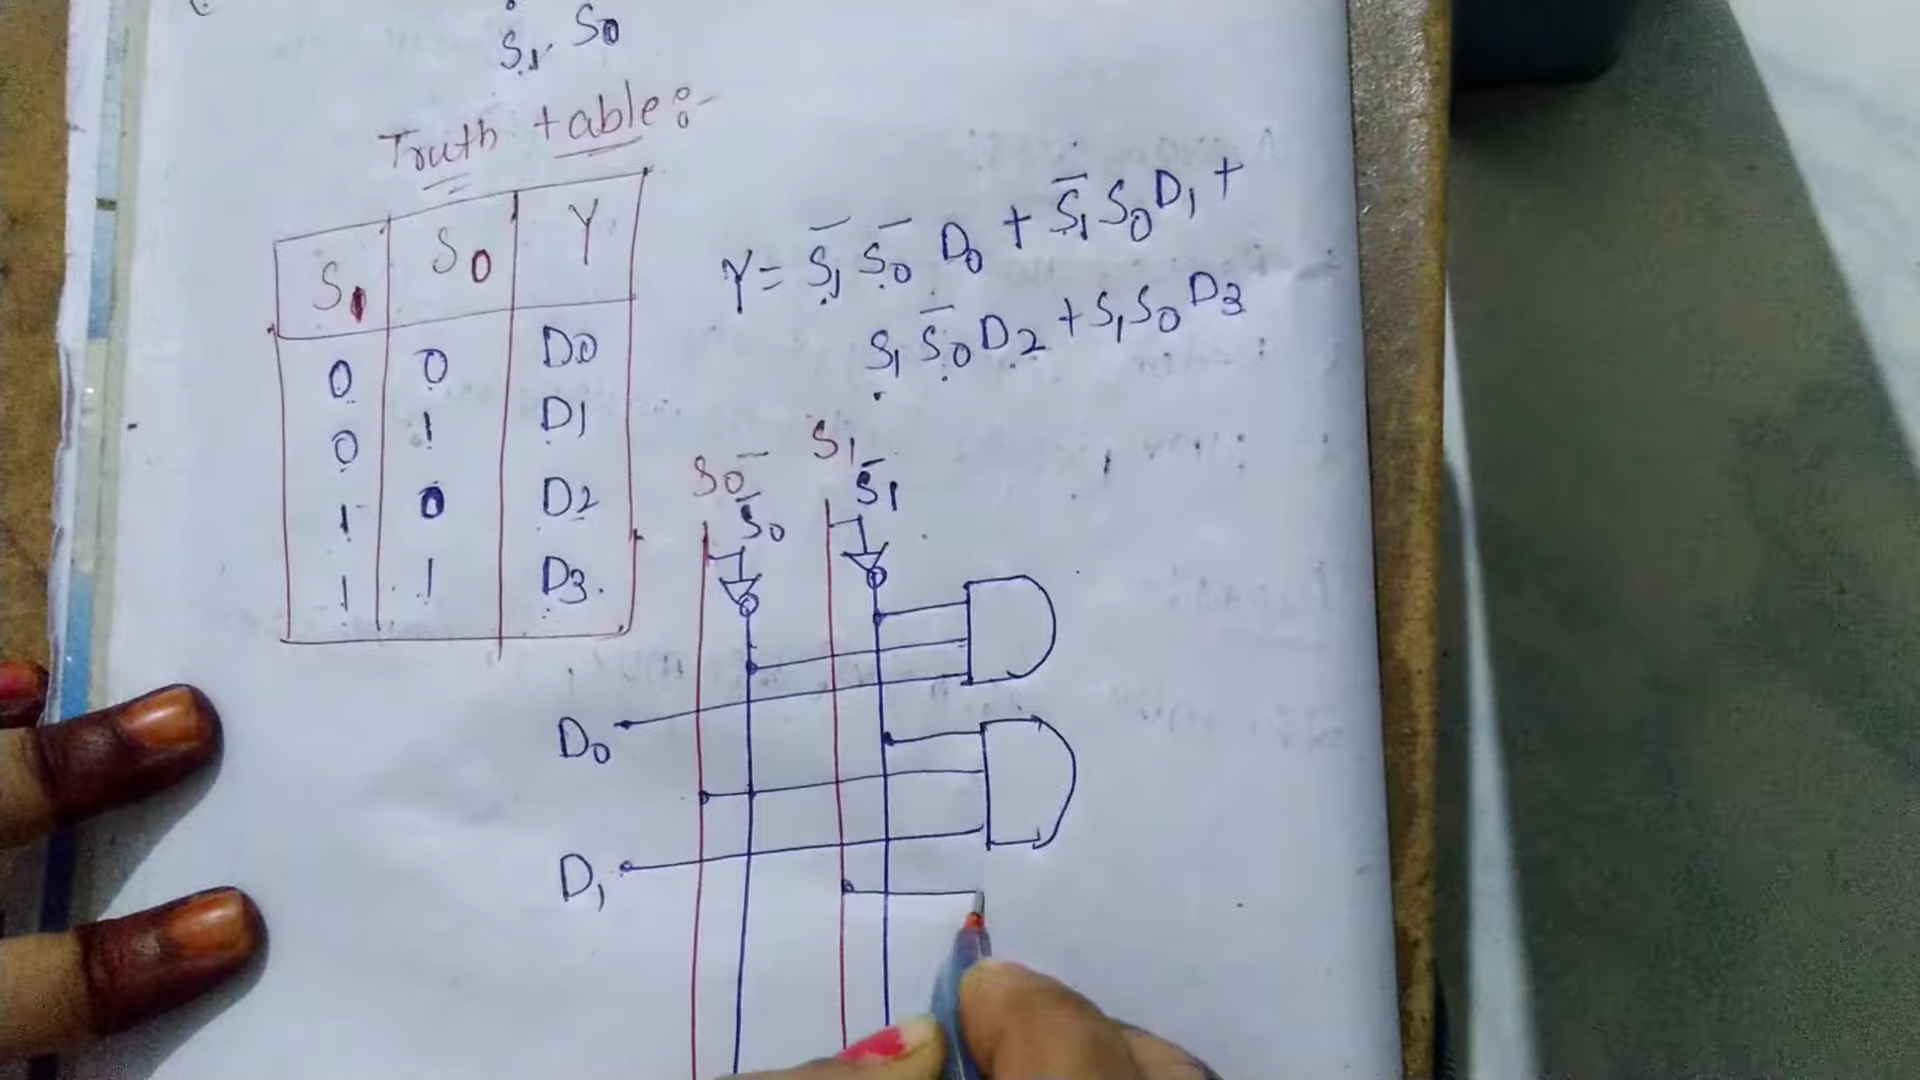 S₁ S0
Truth table:-
S₁ S0 Y
0 0 D0
0 1 D1
1 0 D2
1 1 D3
Y = S̅₁ S̅₀ D₀ + S̅₁ S₀ D₁ +
S₁ S̅₀ D₂ + S₁ S₀ D₃
S0 S₁
S̅₀ S̅₁
D₀
D₁